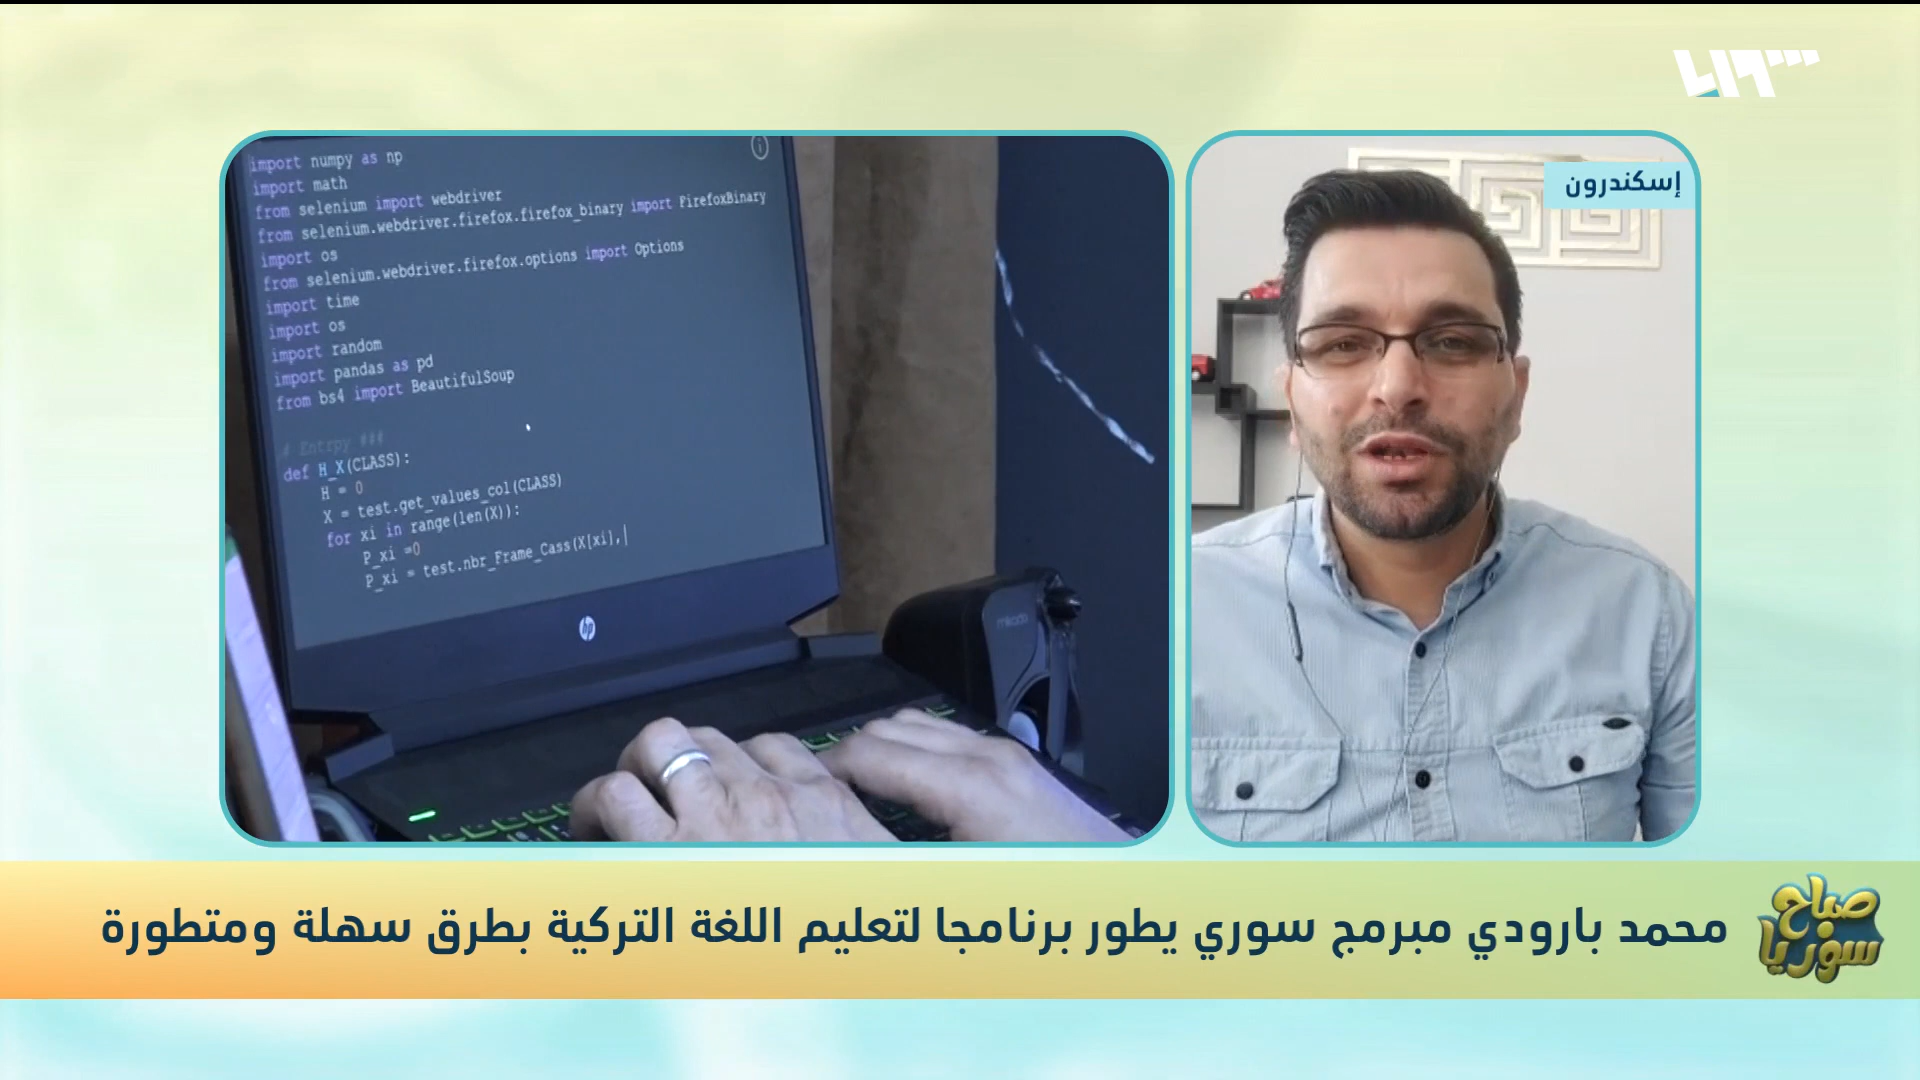 سوريا
إسكندرون
import numpy as np
import math
from selenium import webdriver
from selenium.webdriver.firefox.firefox_binary import FirefoxBinary
import os
from selenium.webdriver.firefox.options import Options
import time
import os
import random
import pandas as pd
from bs4 import BeautifulSoup
# Entrpy ###
def H_X(CLASS):
H = 0
X = test.get_values_col(CLASS)
for xi in range(len(X)):
P_xi =0
P_xi = test.nbr_Frame_Cass(X[xi],
hp
محمد بارودي مبرمج سوري يطور برنامجا لتعليم اللغة التركية بطرق سهلة ومتطورة
صباح
سوريا